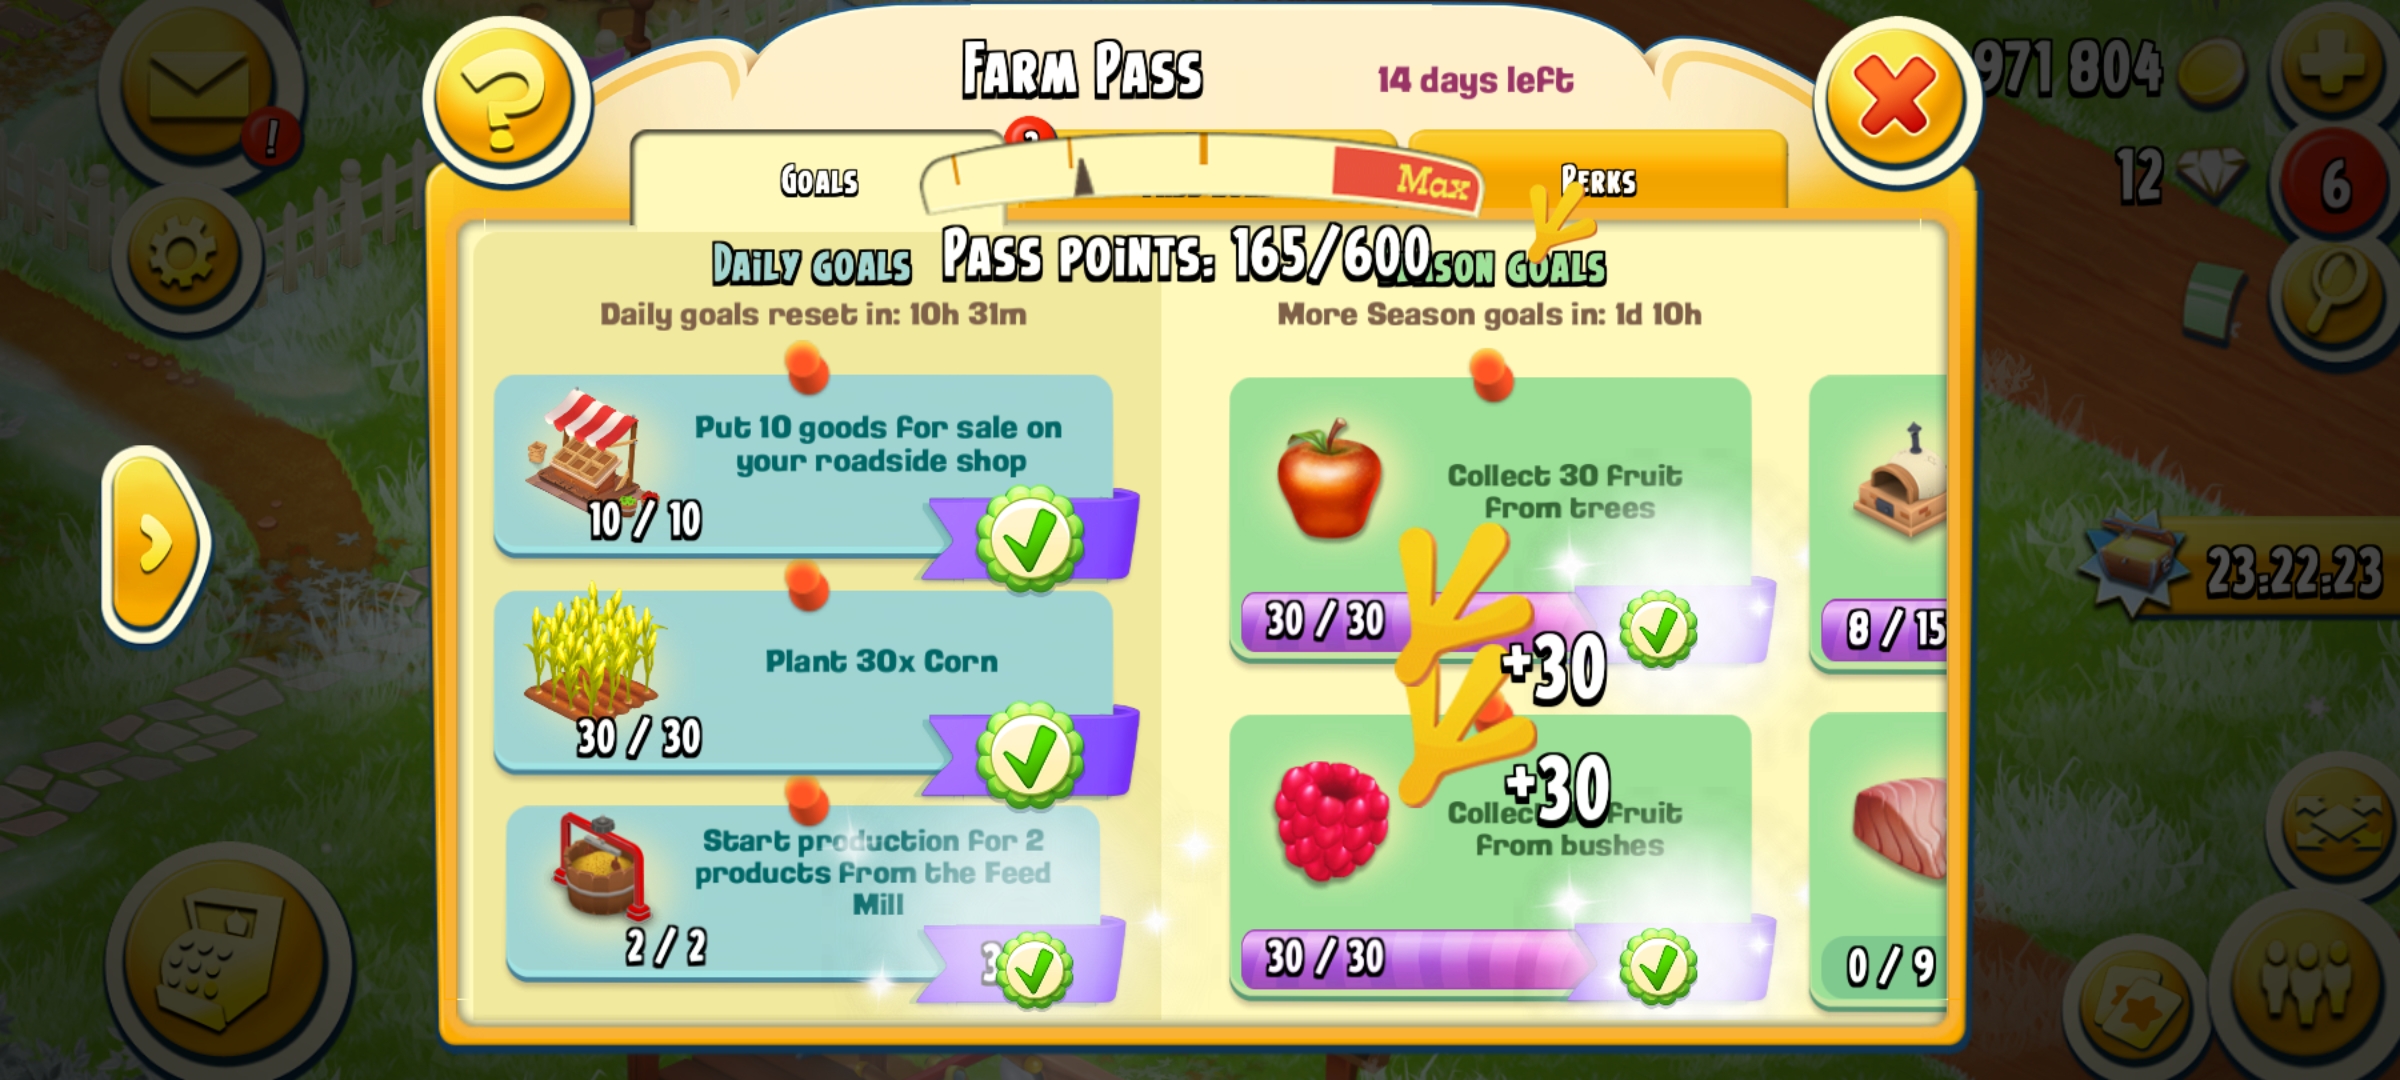 FARM PASS
14 days left
971 804
12
6
GOALS
Max
PERKS
DAILY GOALS
PASS POINTS: 165/600
GOALS
Daily goals reset in: 10h 31m
More Season goals in: 1d 10h
Put 10 goods for sale on
your roadside shop
10 / 10
Plant 30x Corn
30 / 30
Start production for 2
products from the Feed
Mill
2 / 2
Collect 30 fruit
from trees
30 / 30
+30
+30
fruit
from bushes
30 / 30
8 / 15
0 / 9
23:22:23